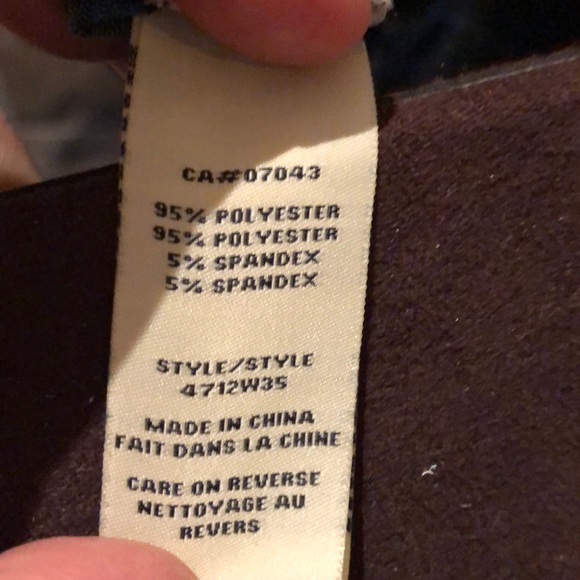 CA#07043
95% POLYESTER
95% POLYESTER
5% SPANDEX
5% SPANDEX
STYLE/STYLE
4712W35
MADE IN CHINA
FAIT DANS LA CHINE
CARE ON REVERSE
NETTOYAGE AU
REVERS